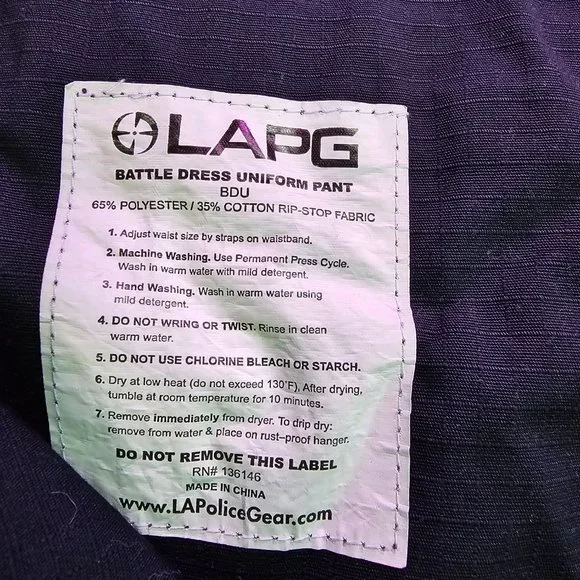 LAPG
BATTLE DRESS UNIFORM PANT
BDU
65% POLYESTER / 35% COTTON RIP-STOP FABRIC
1. Adjust waist size by straps on waistband.
2. Machine Washing. Use Permanent Press Cycle.
Wash in warm water with mild detergent.
3. Hand Washing. Wash in warm water using
mild detergent.
4. DO NOT WRING OR TWIST. Rinse in clean
warm water.
5. DO NOT USE CHLORINE BLEACH OR STARCH.
6. Dry at low heat (do not exceed 130°F). After drying,
tumble at room temperature for 10 minutes.
7. Remove immediately from dryer. To drip dry:
remove from water & place on rust-proof hanger.
DO NOT REMOVE THIS LABEL
RN# 136146
MADE IN CHINA
www.LAPoliceGear.com